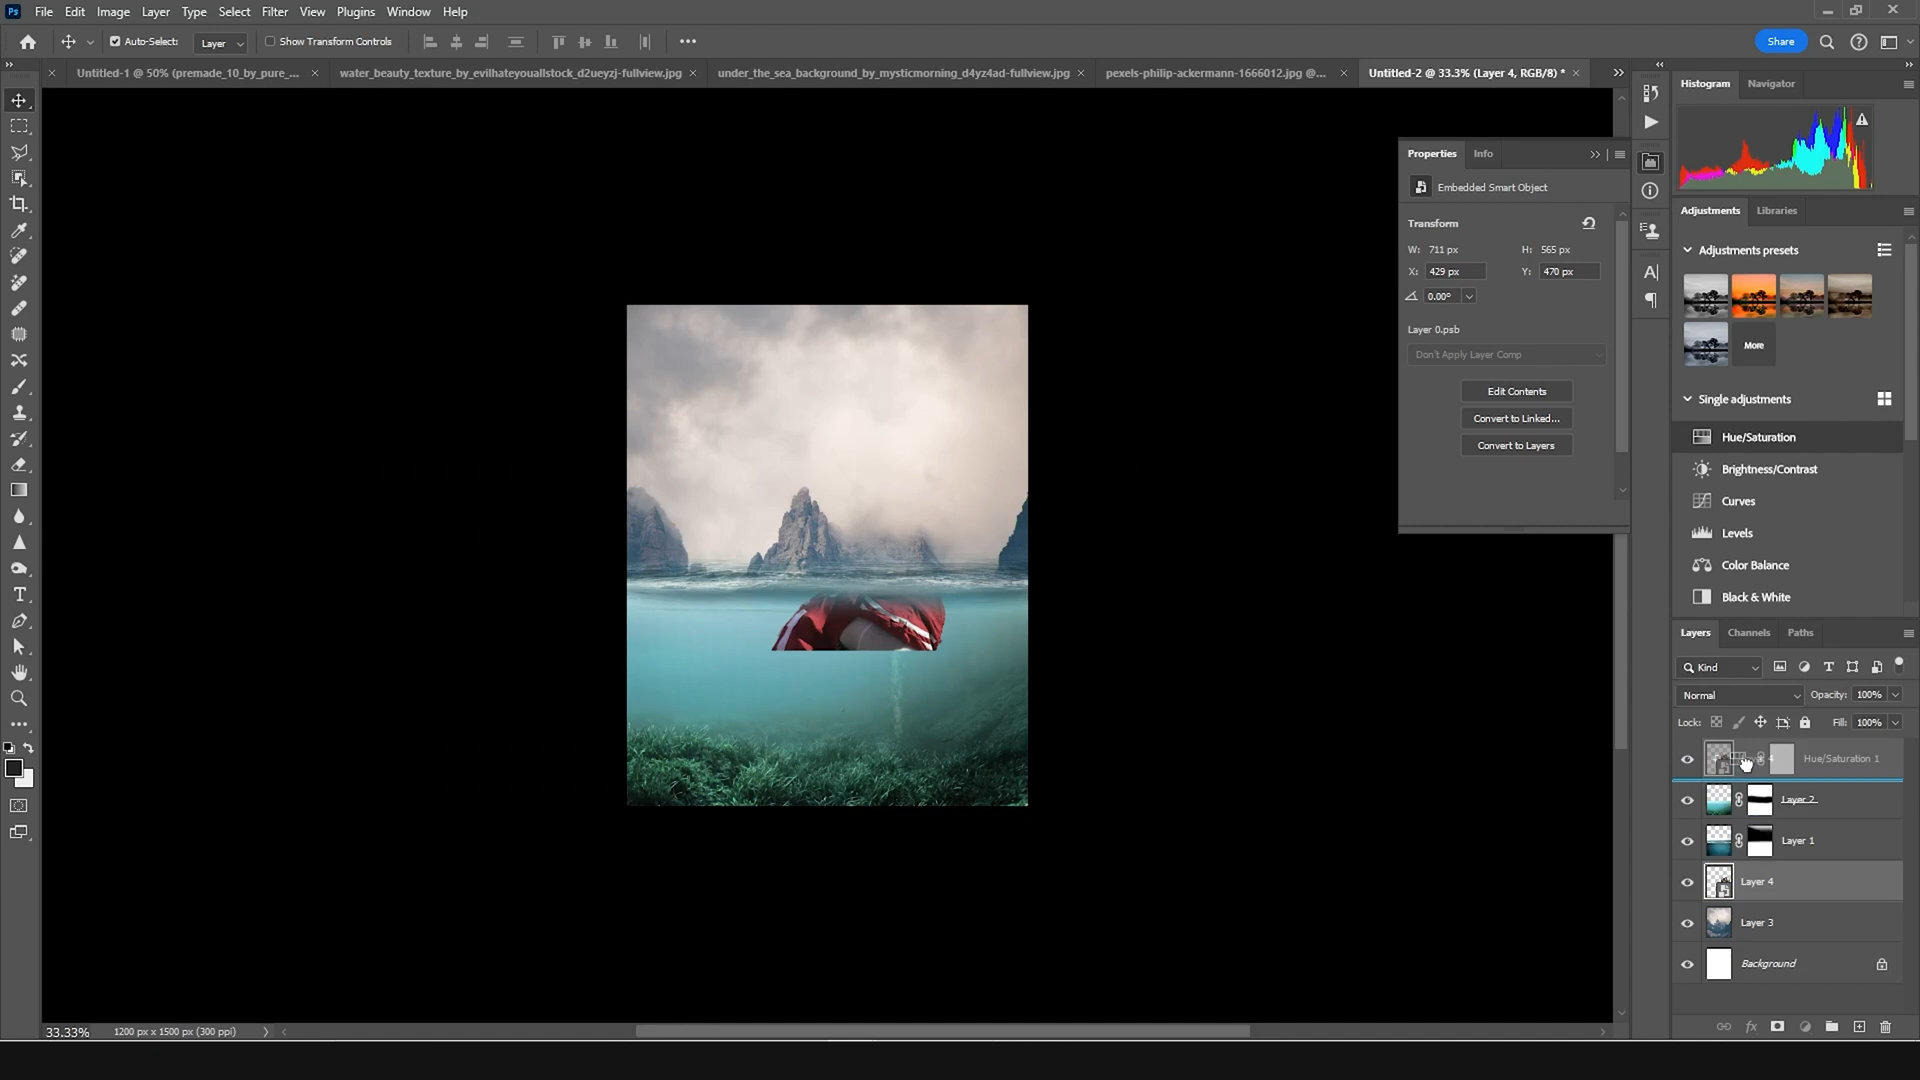 Ps File Edit Image Layer Type Select Filter View Plugins Window Help
Auto-Select: Layer Show Transform Controls Share
Untitled-1 @ 50% (premade_10_by_pure_... water_beauty_texture_by_evilhateyouallstock_d2ueyzj-fullview.jpg under_the_sea_background_by_mysticmorning_d4yz4ad-fullview.jpg pexels-philip-ackermann-1666012.jpg @... Untitled-2 @ 33.3% (Layer 4, RGB/8) *
Histogram Navigator
Properties Info
Embedded Smart Object
Transform
W: 711 px H: 565 px
X: 429 px Y: 470 px
0.00°
Layer 0.psb
Don't Apply Layer Comp
Edit Contents
Convert to Linked...
Convert to Layers
Adjustments Libraries
Adjustments presets
More
Single adjustments
Hue/Saturation
Brightness/Contrast
Curves
Levels
Color Balance
Black & White
Layers Channels Paths
Kind
Normal Opacity: 100%
Lock: Fill: 100%
Hue/Saturation 1
Layer 2
Layer 1
Layer 4
Layer 3
Background
33.33% 1200 px x 1500 px (300 ppi)